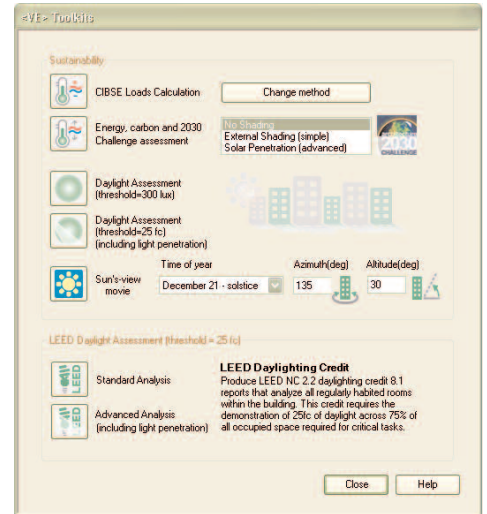 <VE> Toolkits
Sustainability
CIBSE Loads Calculation
Change method
Energy, carbon and 2030
Challenge assessment
No Shading
External Shading (simple)
Solar Penetration (advanced)
2030
CHALLENGE
Daylight Assessment
(threshold=300 lux)
Daylight Assessment
(threshold=25 fc)
(including light penetration)
Time of year
Azimuth(deg)
Altitude(deg)
Sun's-view
movie
December 21 - solstice
135
30
LEED Daylight Assessment (threshold = 25 fc)
LEED
Standard Analysis
LEED
Advanced Analysis
(including light penetration)
LEED Daylighting Credit
Produce LEED NC 2.2 daylighting credit 8.1
reports that analyze all regularly habited rooms
within the building. This credit requires the
demonstration of 25fc of daylight across 75% of
all occupied space required for critical tasks.
Close
Help